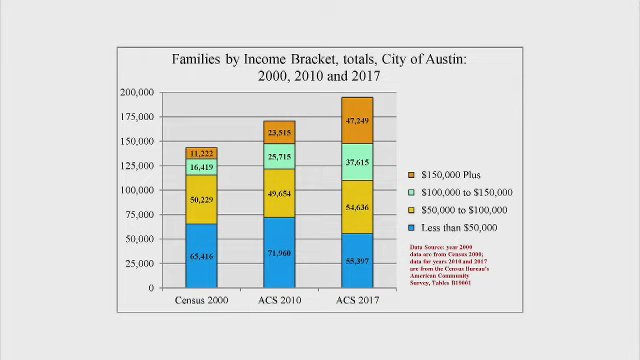 Families by Income Bracket, totals, City of Austin:
2000, 2010 and 2017
200,000
175,000
150,000
125,000
100,000
75,000
50,000
25,000
0
11,222
16,419
50,229
65,416
23,515
25,715
49,654
71,960
47,249
37,615
54,636
55,397
Census 2000
ACS 2010
ACS 2017
$150,000 Plus
$100,000 to $150,000
$50,000 to $100,000
Less than $50,000
Data Source: year 2000
data are from Census 2000;
data for years 2010 and 2017
are from the Census Bureau's
American Community
Survey, Tables B19001